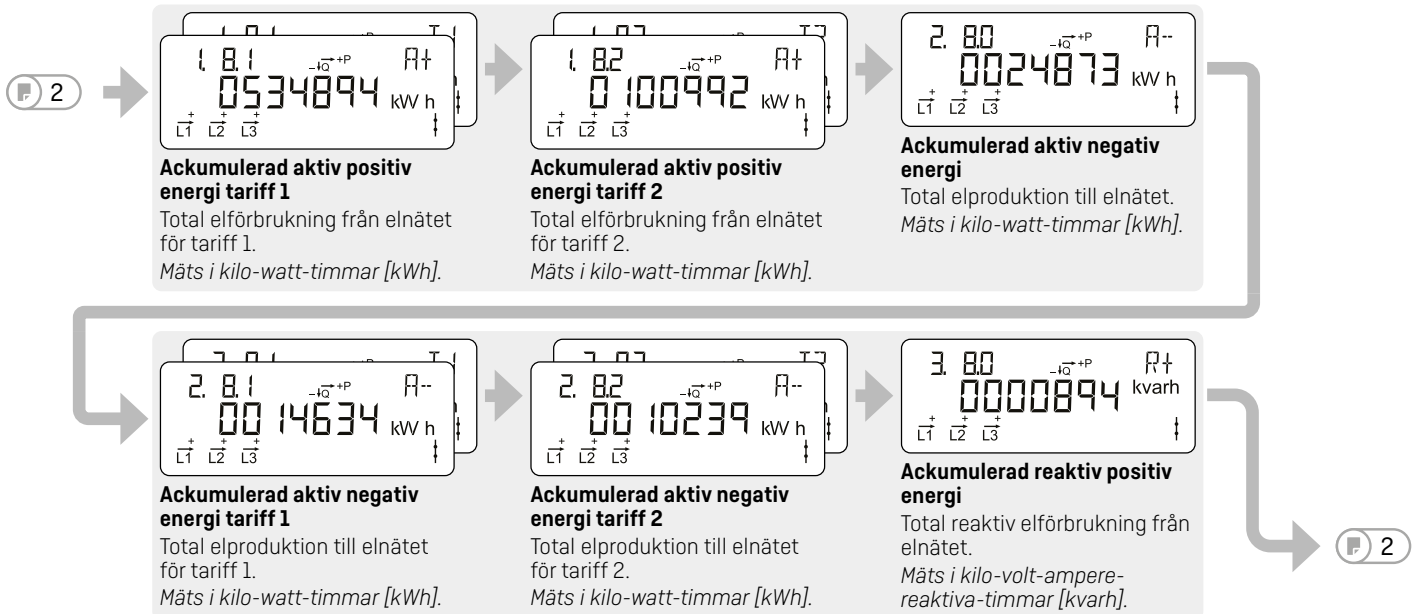 2
1. 8.1 -Q +P A+
0534894 kW h
L1 L2 L3
+ + +
Ackumulerad aktiv positiv
energi tariff 1
Total elförbrukning från elnätet
för tariff 1.
Mäts i kilo-watt-timmar [kWh].
1. 8.2 -Q +P A+
0100992 kW h
L1 L2 L3
+ + +
Ackumulerad aktiv positiv
energi tariff 2
Total elförbrukning från elnätet
för tariff 2.
Mäts i kilo-watt-timmar [kWh].
2. 8.0 -Q +P A--
0024873 kW h
L1 L2 L3
+ + +
Ackumulerad aktiv negativ
energi
Total elproduktion till elnätet.
Mäts i kilo-watt-timmar [kWh].
2. 8.1 -Q +P A--
0014634 kW h
L1 L2 L3
+ + +
Ackumulerad aktiv negativ
energi tariff 1
Total elproduktion till elnätet
för tariff 1.
Mäts i kilo-watt-timmar [kWh].
2. 8.2 -Q +P A--
0010239 kW h
L1 L2 L3
+ + +
Ackumulerad aktiv negativ
energi tariff 2
Total elproduktion till elnätet
för tariff 2.
Mäts i kilo-watt-timmar [kWh].
3. 8.0 -Q +P R+
0000894 kvarh
L1 L2 L3
+ + +
Ackumulerad reaktiv positiv
energi
Total reaktiv elförbrukning från
elnätet.
Mäts i kilo-volt-ampere-
reaktiva-timmar [kvarh].
2